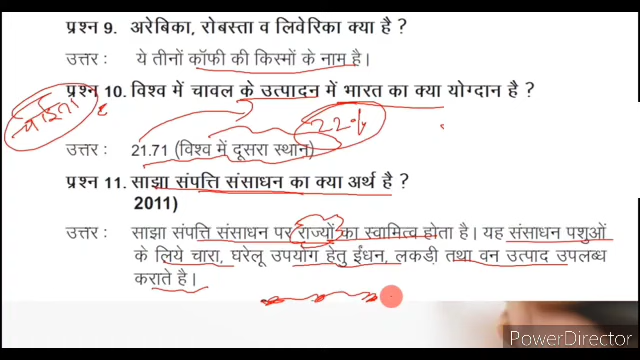 प्रश्न 9. अरेबिका, रोबस्ता व लिवेरिका क्या है ?
उत्तर : ये तीनों कॉफी की किस्मों के नाम है।
प्रश्न 10. विश्व में चावल के उत्पादन में भारत का क्या योग्दान है ?
22%
उत्तर : 21.71 (विश्व में दूसरा स्थान)
प्रश्न 11. साझा संपत्ति संसाधन का क्या अर्थ है ?
2011)
उत्तर : साझा संपत्ति संसाधन पर राज्यों का स्वामित्व होता है। यह संसाधन पशुओं
के लिये चारा, घरेलू उपयोग हेतु ईंधन, लकड़ी तथा वन उत्पाद उपलब्ध
कराते है।
PowerDirector